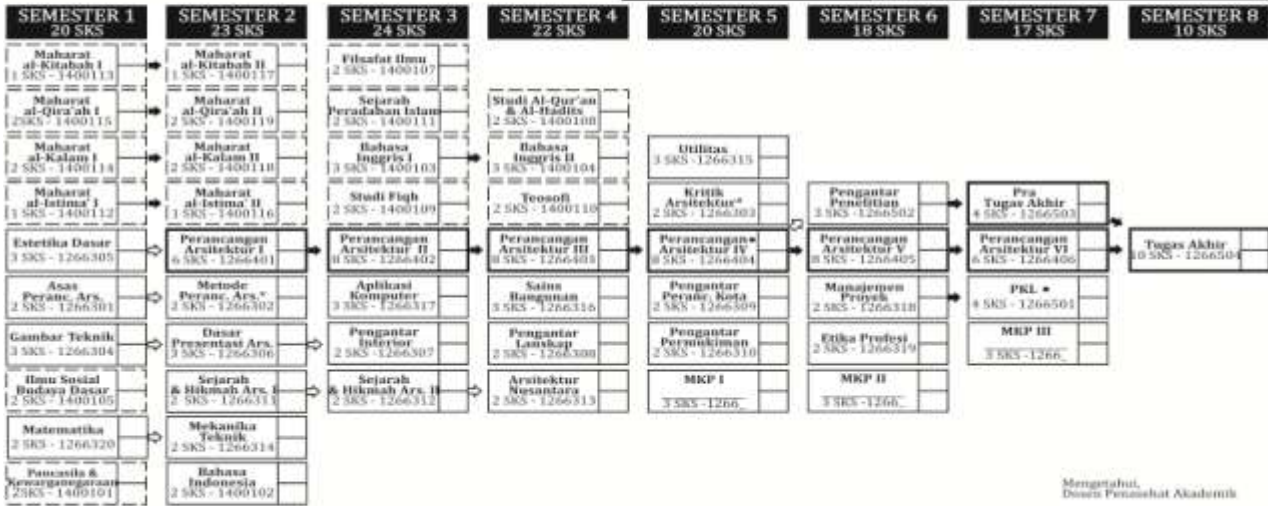 SEMESTER 1
20 SKS
Maharat
al-Kitabah I
1 SKS - 1400113
Maharat
al-Qira'ah I
2SKS - 1400115
Maharat
al-Kalam I
2 SKS - 1400114
Maharat
al-Istima' I
1 SKS - 1400112
Estetika Dasar
3 SKS - 1266305
Asas
Peranc. Ars.
2 SKS - 1266301
Gambar Teknik
3 SKS - 1266304
Ilmu Sosial
Budaya Dasar
2 SKS - 1400105
Matematika
2 SKS - 1266320
Pancasila &
Kewarganegaraan
2SKS - 1400101
SEMESTER 2
23 SKS
Maharat
al-Kitabah II
1 SKS - 1400117
Maharat
al-Qira'ah II
2 SKS - 1400119
Maharat
al-Kalam II
2 SKS - 1400118
Maharat
al-Istima' II
1 SKS - 1400116
Perancangan
Arsitektur I
6 SKS - 1266401
Metode
Peranc. Ars.*
2 SKS - 1266302
Dasar
Presentasi Ars.
3 SKS - 1266306
Sejarah
& Hikmah Ars. I
2 SKS - 1266311
Mekanika
Teknik
2 SKS - 1266314
Bahasa
Indonesia
2 SKS - 1400102
SEMESTER 3
24 SKS
Filsafat Ilmu
2 SKS - 1400107
Sejarah
Peradaban Islam
2 SKS - 1400111
Bahasa
Inggris I
3 SKS - 1400103
Studi Fiqh
2 SKS - 1400109
Perancangan
Arsitektur II
8 SKS - 1266402
Aplikasi
Komputer
3 SKS - 1266317
Pengantar
Interior
2 SKS - 1266307
Sejarah
& Hikmah Ars. II
2 SKS - 1266312
SEMESTER 4
22 SKS
Studi Al-Qur'an
& Al-Hadits
2 SKS - 1400108
Bahasa
Inggris II
3 SKS - 1400104
Teosofi
2 SKS - 1400110
Perancangan
Arsitektur III
8 SKS - 1266403
Sains
Bangunan
3 SKS - 1266316
Pengantar
Lanskap
2 SKS - 1266308
Arsitektur
Nusantara
2 SKS - 1266313
SEMESTER 5
20 SKS
Utilitas
3 SKS - 1266315
Kritik
Arsitektur*
2 SKS - 1266303
Perancangan•
Arsitektur IV
8 SKS - 1266404
Pengantar
Peranc. Kota
2 SKS - 1266309
Pengantar
Permukiman
2 SKS - 1266310
MKP I
3 SKS -1266_
SEMESTER 6
18 SKS
Pengantar
Penelitian
3 SKS - 1266502
Perancangan
Arsitektur V
8 SKS - 1266405
Manajemen
Proyek
2 SKS - 1266318
Etika Profesi
2 SKS - 1266319
MKP II
3 SKS -1266_
SEMESTER 7
17 SKS
Pra
Tugas Akhir
4 SKS - 1266503
Perancangan
Arsitektur VI
6 SKS - 1266406
PKL •
4 SKS - 1266501
MKP III
3 SKS -1266_
SEMESTER 8
10 SKS
Tugas Akhir
10 SKS - 1266504
Mengetahui,
Dosen Penasehat Akademik